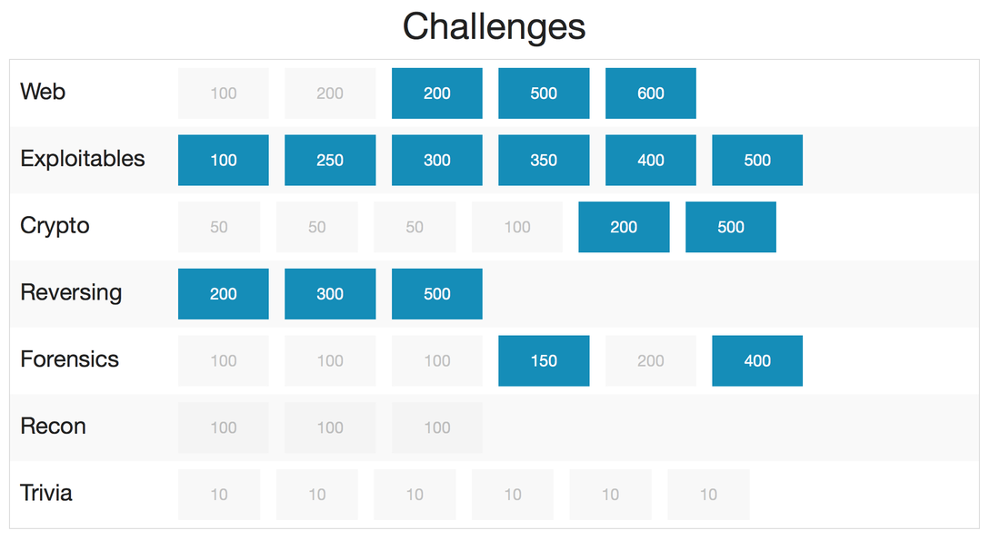 Challenges
Web 100 200 200 500 600
Exploitables 100 250 300 350 400 500
Crypto 50 50 50 100 200 500
Reversing 200 300 500
Forensics 100 100 100 150 200 400
Recon 100 100 100
Trivia 10 10 10 10 10 10